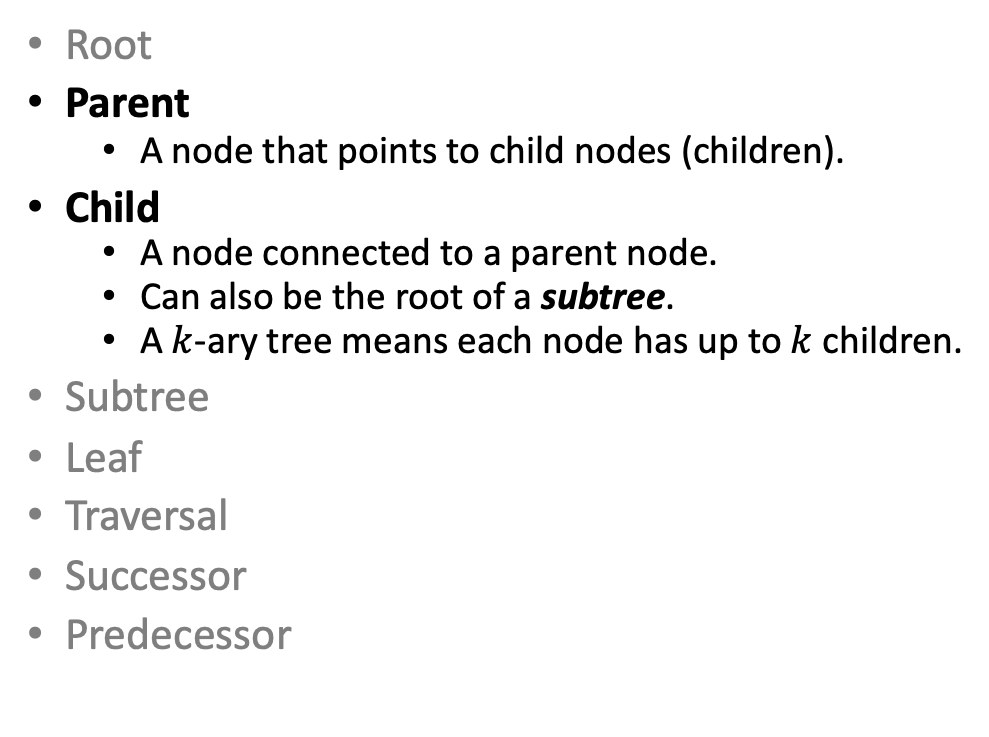 • Root
• Parent
• A node that points to child nodes (children).
• Child
• A node connected to a parent node.
• Can also be the root of a subtree.
• A k-ary tree means each node has up to k children.
• Subtree
• Leaf
• Traversal
• Successor
• Predecessor